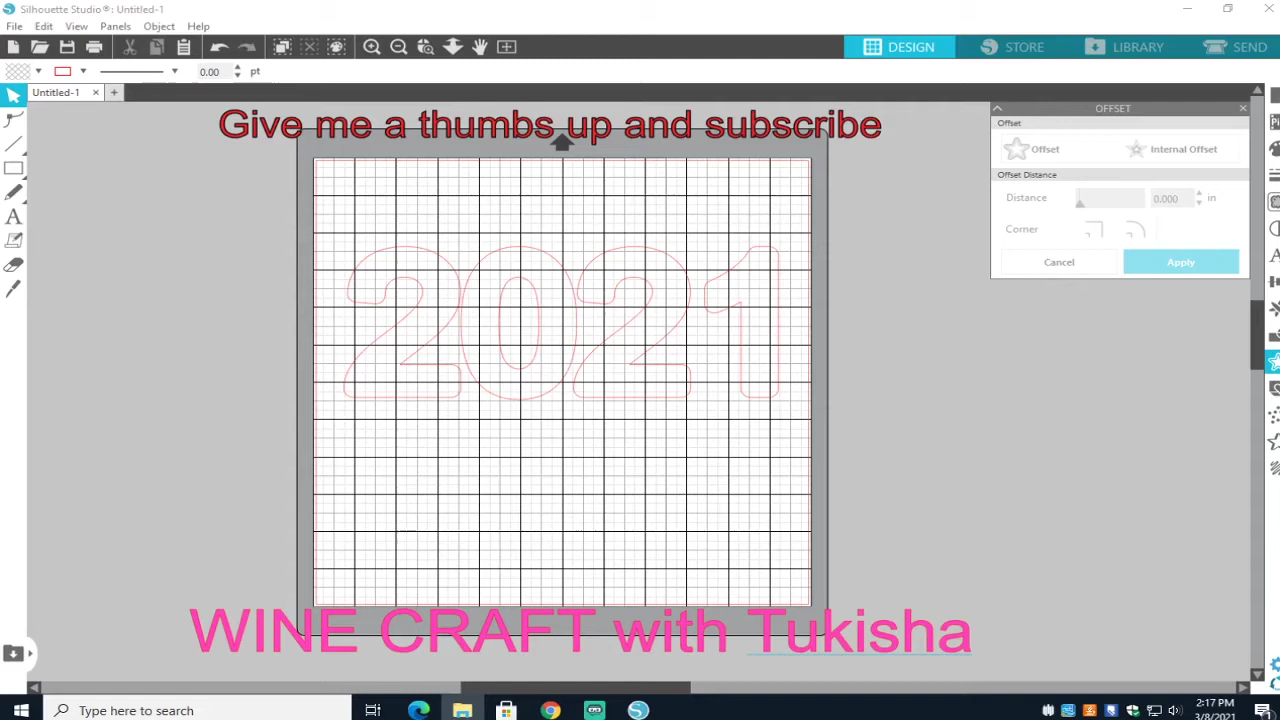 Silhouette Studio®: Untitled-1
File Edit View Panels Object Help
DESIGN STORE LIBRARY SEND
0.00 pt
Untitled-1
Give me a thumbs up and subscribe
OFFSET
Offset
Offset Internal Offset
Offset Distance
Distance 0.000 in
Corner
Cancel Apply
2021
WINE CRAFT with Tukisha
Type here to search
2:17 PM
3/8/2021